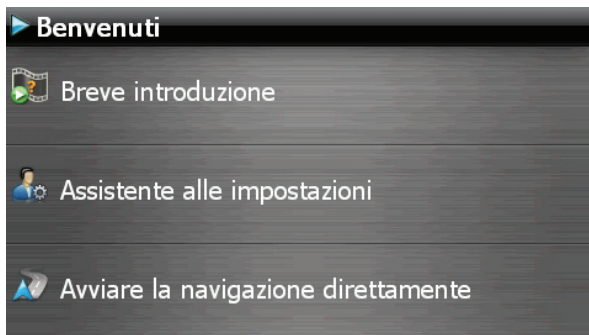 Benvenuti
Breve introduzione
Assistente alle impostazioni
Avviare la navigazione direttamente